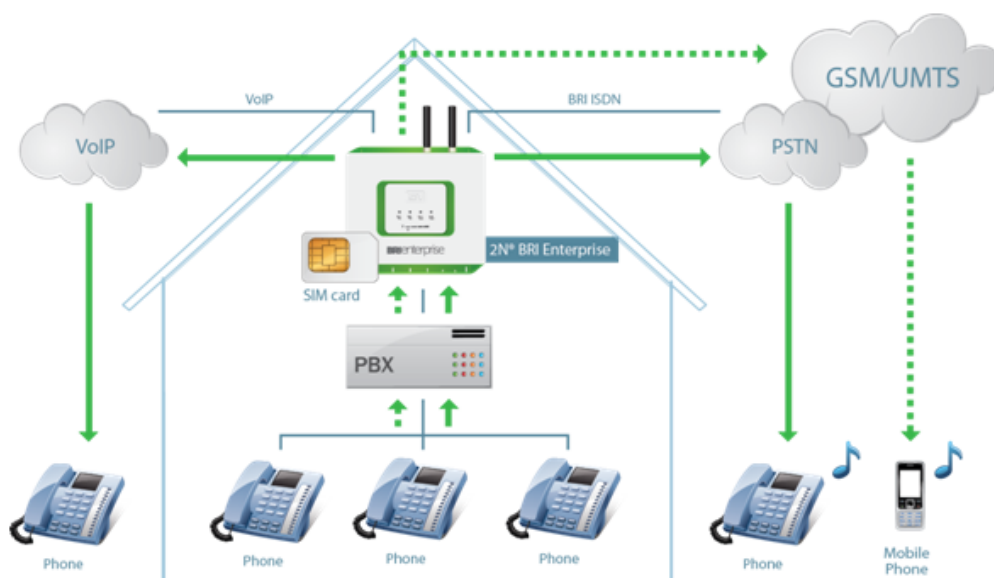 GSM/UMTS
VoIP
BRI ISDN
VoIP
PSTN
BRIenterprise
2N® BRI Enterprise
SIM card
PBX
Phone
Phone
Phone
Phone
Phone
Mobile
Phone